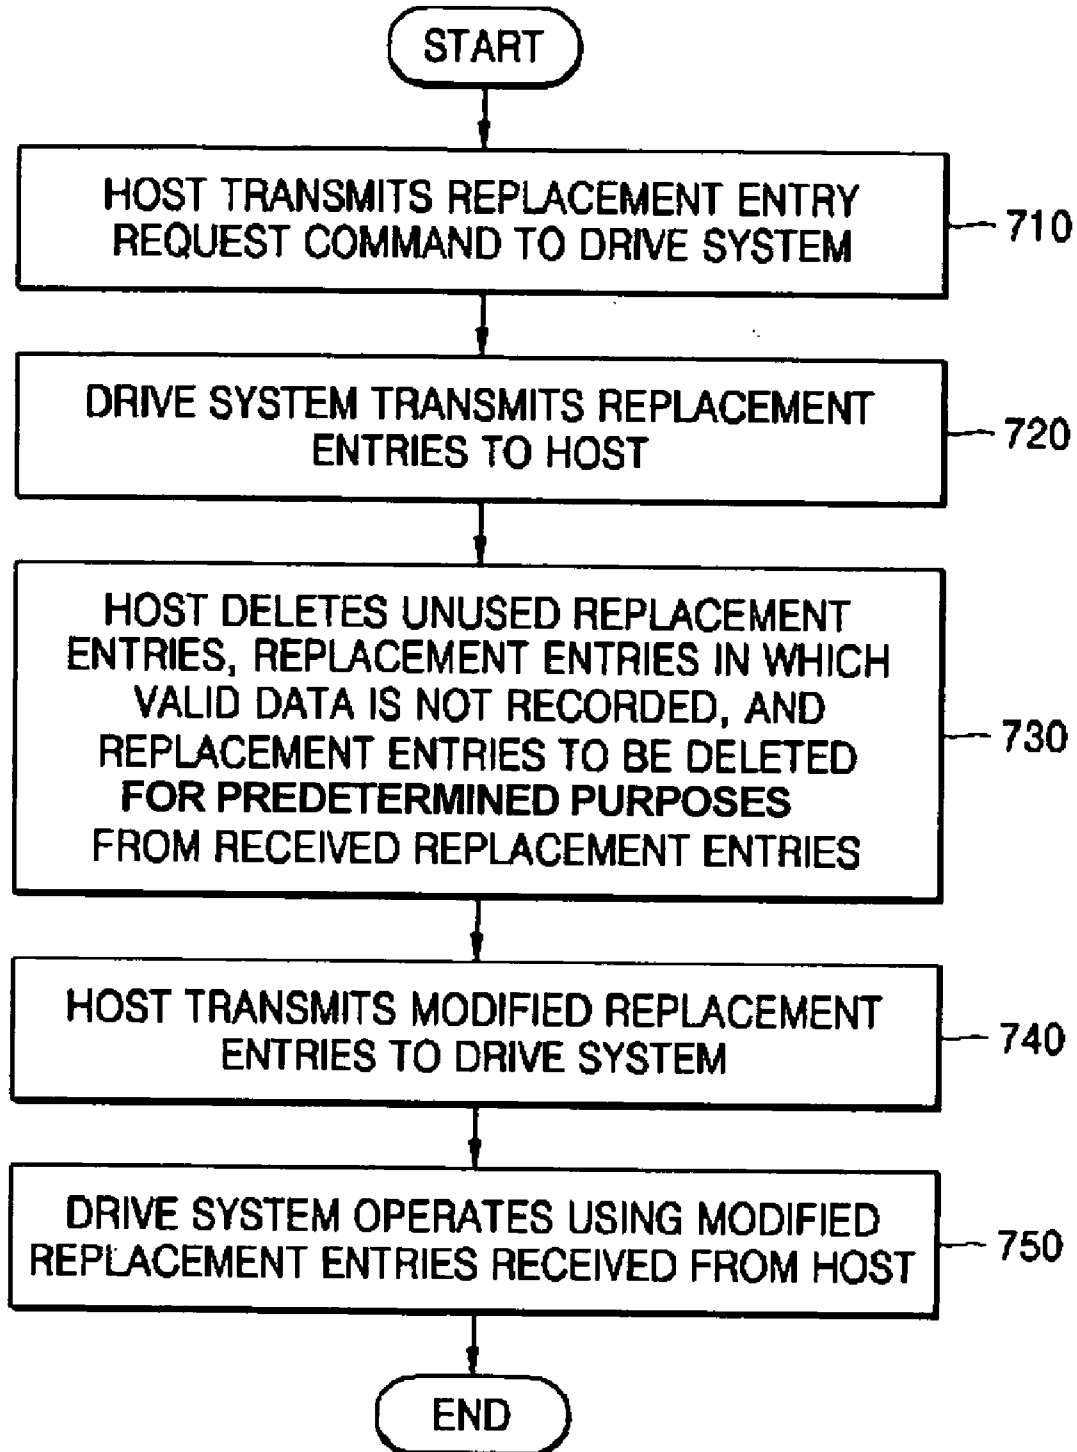 START
HOST TRANSMITS REPLACEMENT ENTRY
REQUEST COMMAND TO DRIVE SYSTEM
710
DRIVE SYSTEM TRANSMITS REPLACEMENT
ENTRIES TO HOST
720
HOST DELETES UNUSED REPLACEMENT
ENTRIES, REPLACEMENT ENTRIES IN WHICH
VALID DATA IS NOT RECORDED, AND
REPLACEMENT ENTRIES TO BE DELETED
FOR PREDETERMINED PURPOSES
FROM RECEIVED REPLACEMENT ENTRIES
730
HOST TRANSMITS MODIFIED REPLACEMENT
ENTRIES TO DRIVE SYSTEM
740
DRIVE SYSTEM OPERATES USING MODIFIED
REPLACEMENT ENTRIES RECEIVED FROM HOST
750
END